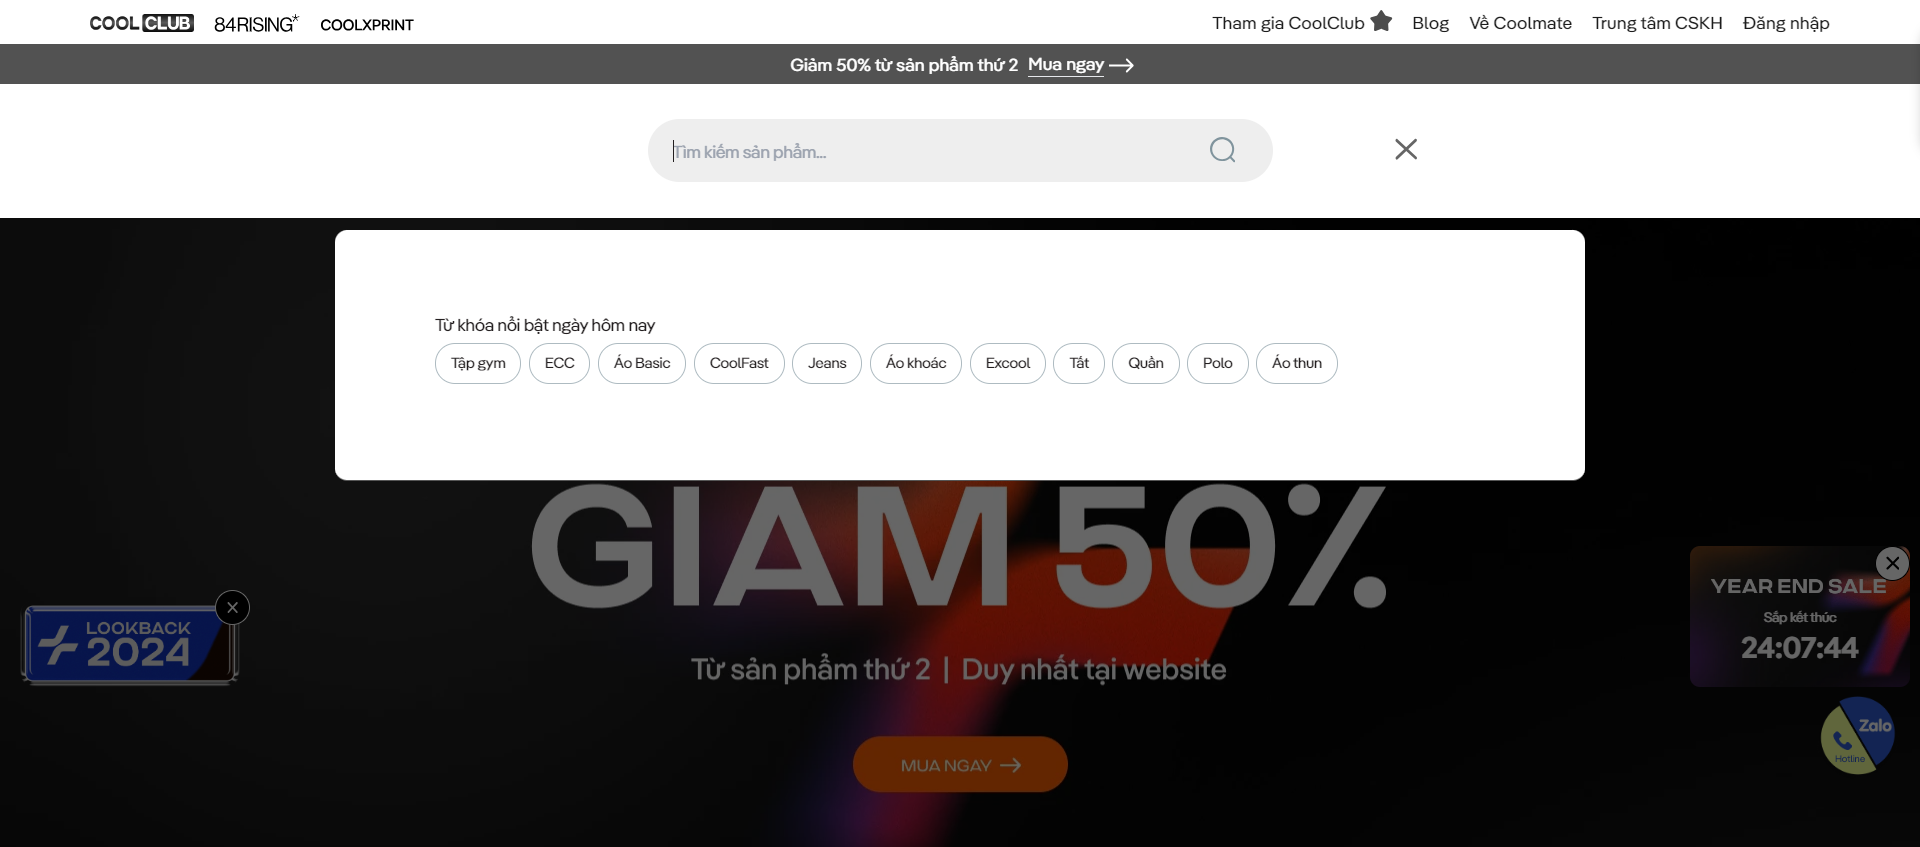 COOLCLUB 84RISING* COOLXPRINT Tham gia CoolClub Blog Về Coolmate Trung tâm CSKH Đăng nhập
Giảm 50% từ sản phẩm thứ 2 Mua ngay
Tìm kiếm sản phẩm...
Từ khóa nổi bật ngày hôm nay
Tập gym ECC Áo Basic CoolFast Jeans Áo khoác Excool Tất Quần Polo Áo thun
GIẢM 50%
YEAR END SALE
Sắp kết thúc
24:07:44
LOOKBACK
2024
Từ sản phẩm thứ 2 | Duy nhất tại website
Zalo
Hotline
MUA NGAY